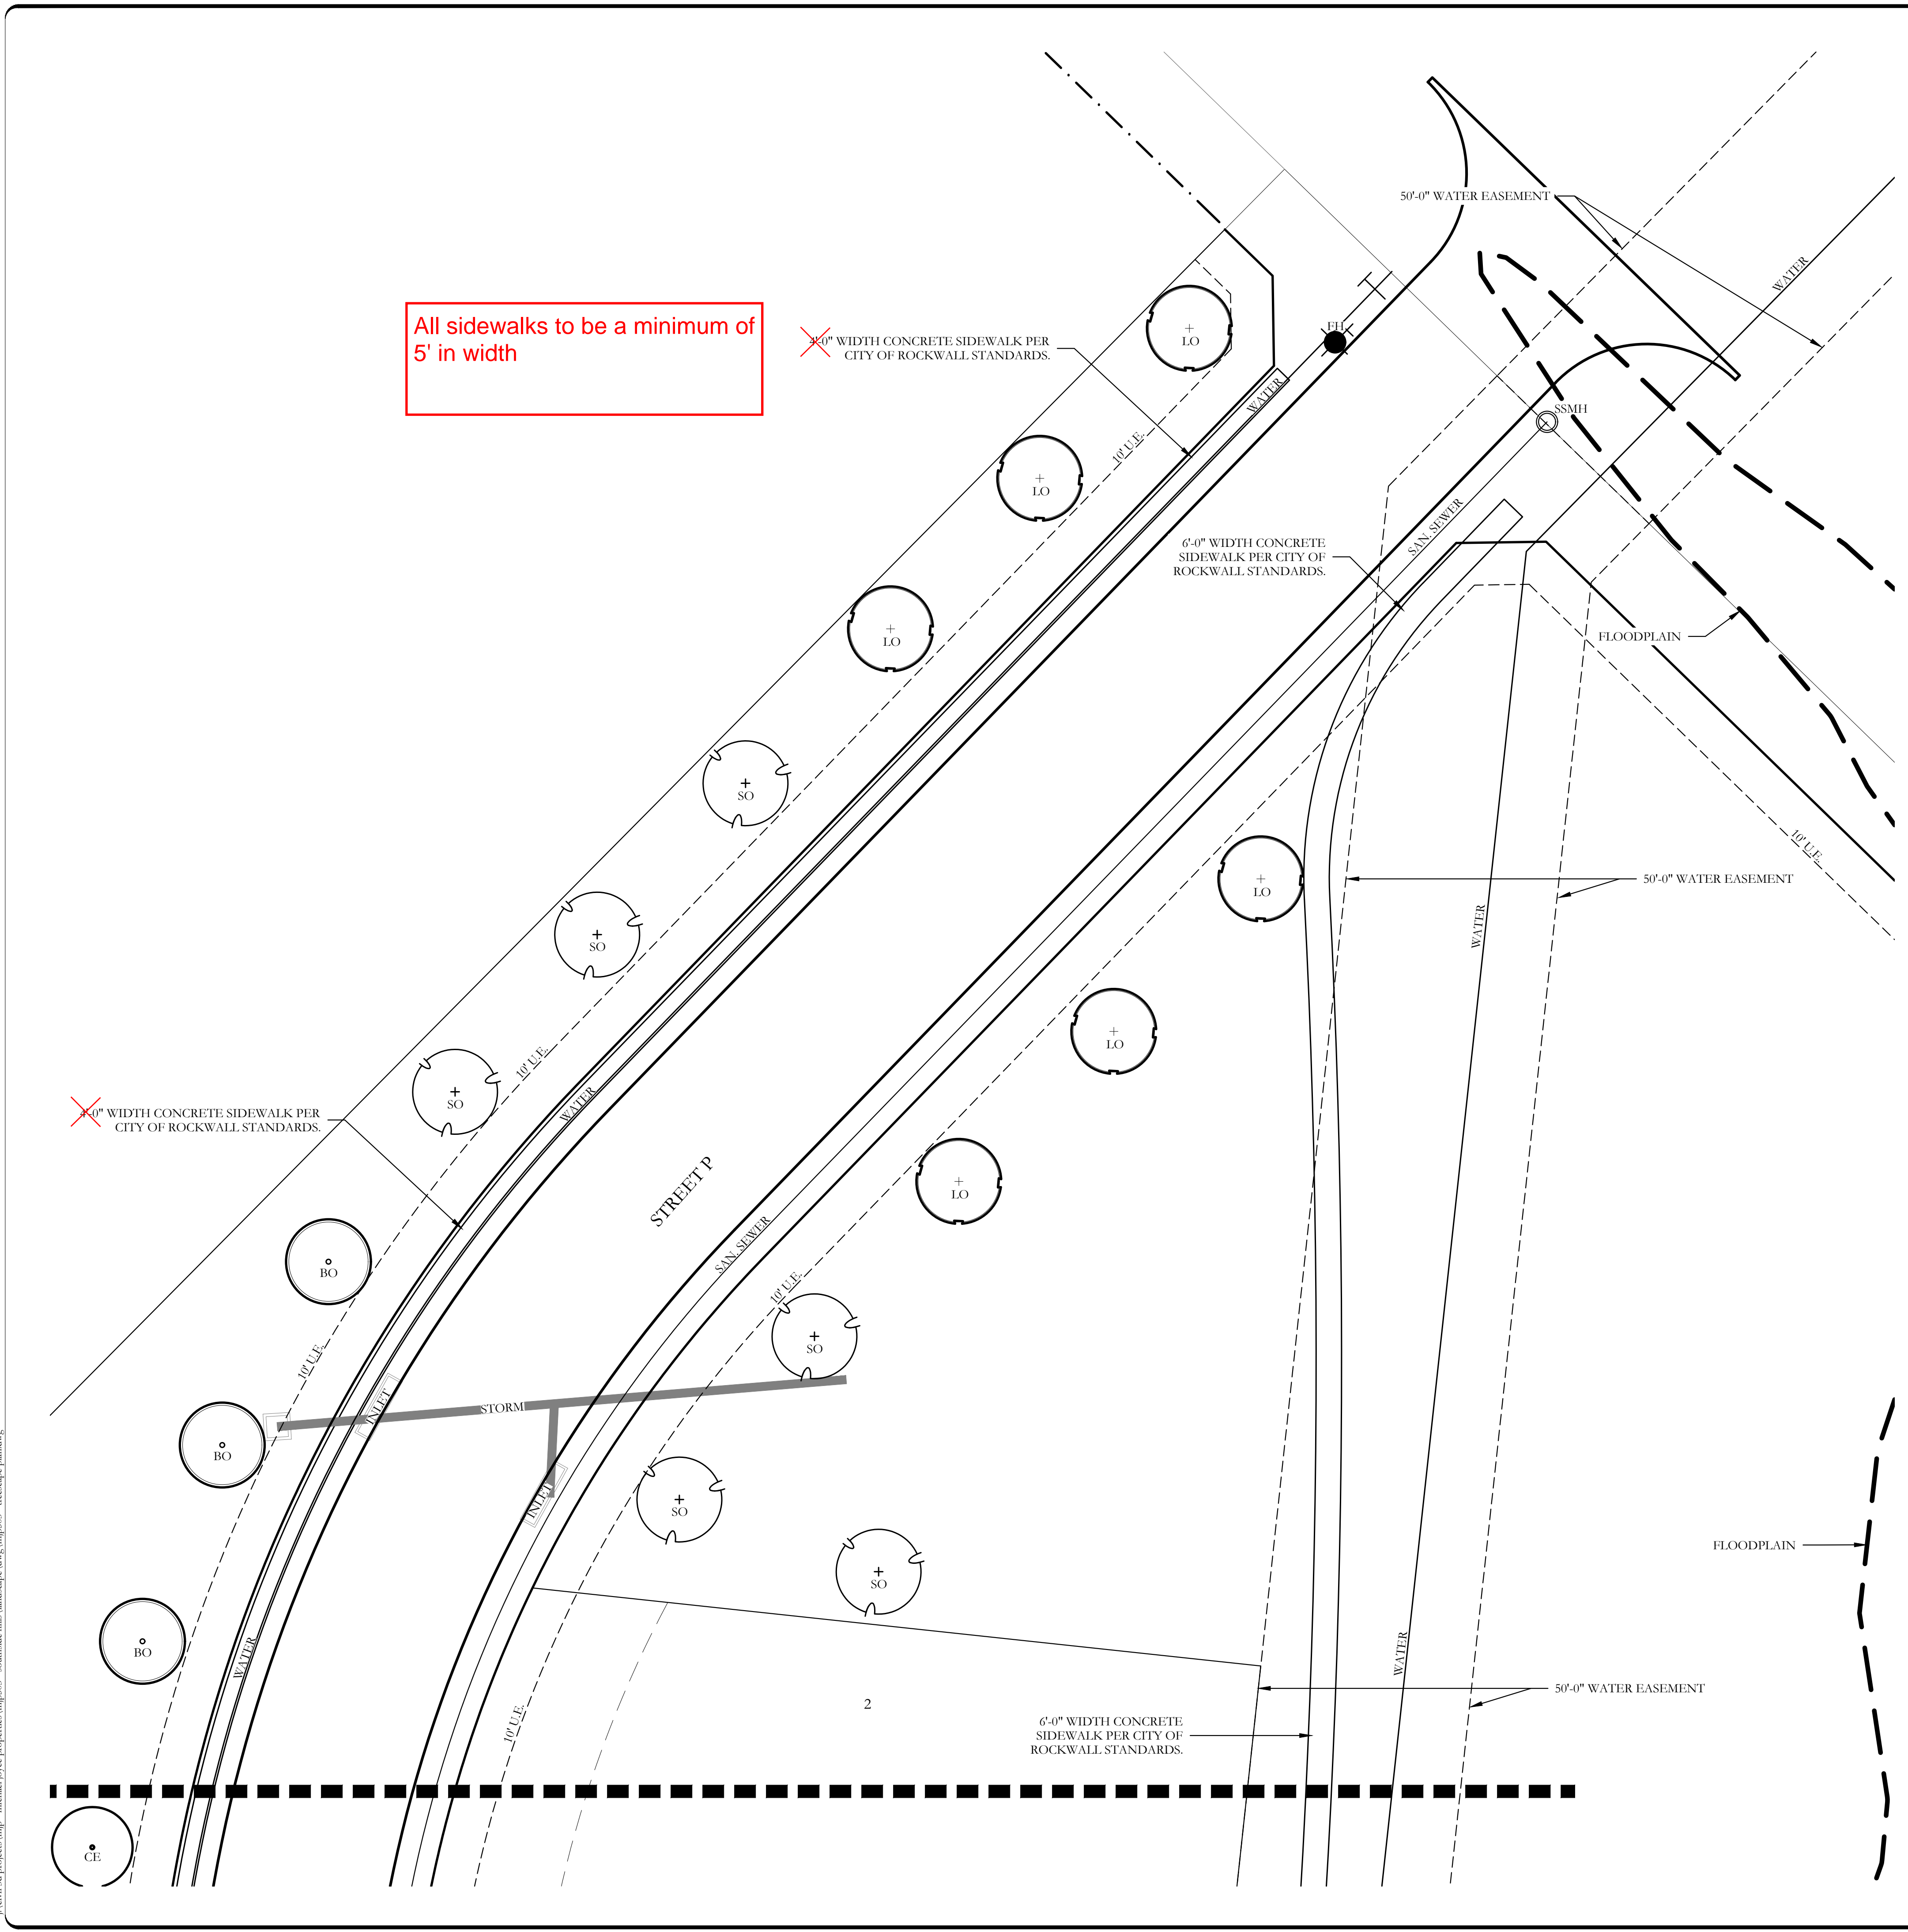 50'-0" WATER EASEMENT
WATER
All sidewalks to be a minimum of
5' in width
4'-0" WIDTH CONCRETE SIDEWALK PER
CITY OF ROCKWALL STANDARDS.
LO
FH
WATER
SSMH
10' U.E.
LO
SAN. SEWER
6'-0" WIDTH CONCRETE
SIDEWALK PER CITY OF
ROCKWALL STANDARDS.
LO
FLOODPLAIN
SO
10' U.E.
LO
50'-0" WATER EASEMENT
WATER
SO
LO
10' U.E.
SO
WATER
4'-0" WIDTH CONCRETE SIDEWALK PER
CITY OF ROCKWALL STANDARDS.
STREET P
LO
SAN. SEWER
BO
10' U.E.
SO
10' U.E.
INLET
STORM
BO
INLET
SO
FLOODPLAIN
SO
BO
WATER
WATER
50'-0" WATER EASEMENT
2
10' U.E.
6'-0" WIDTH CONCRETE
SIDEWALK PER CITY OF
ROCKWALL STANDARDS.
CE